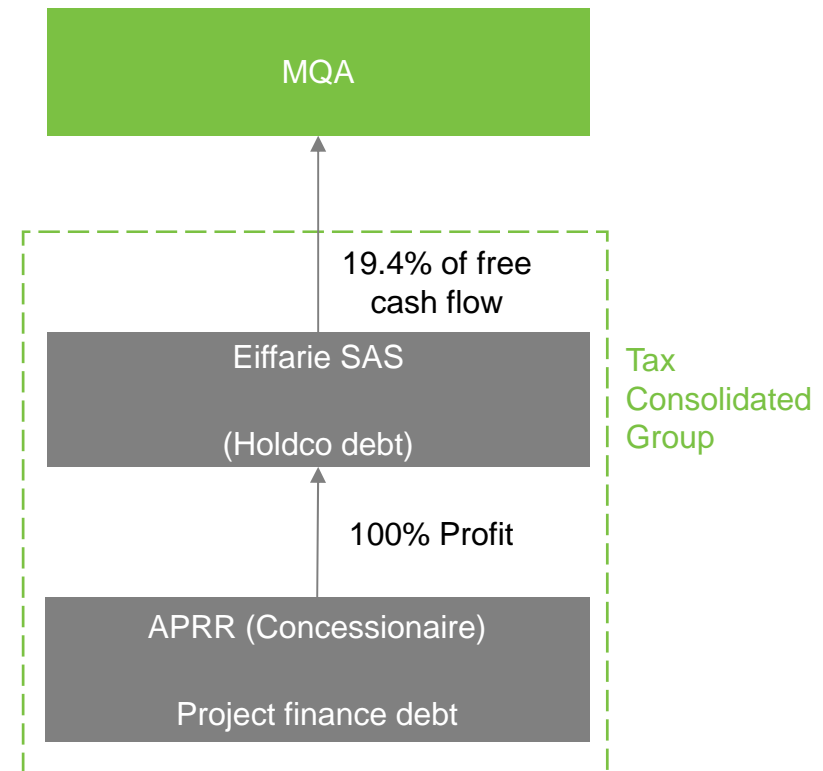 MQA
19.4% of free
cash flow
Eiffarie SAS
(Holdco debt)
Tax
Consolidated
Group
100% Profit
APRR (Concessionaire)
Project finance debt